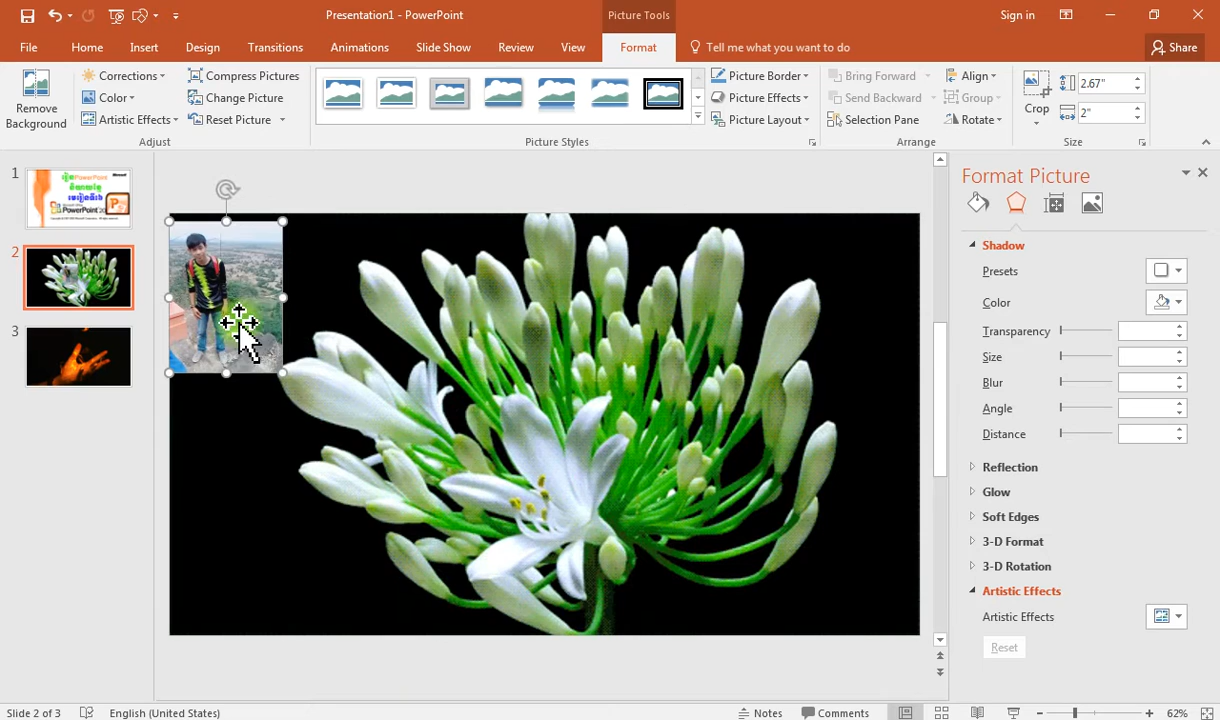 Presentation1 - PowerPoint
Picture Tools
Sign in
File
Home
Insert
Design
Transitions
Animations
Slide Show
Review
View
Format
Tell me what you want to do
Share
Remove Background
Corrections
Color
Artistic Effects
Compress Pictures
Change Picture
Reset Picture
Adjust
Picture Styles
Picture Border
Picture Effects
Picture Layout
Bring Forward
Send Backward
Selection Pane
Align
Group
Rotate
Arrange
Crop
2.67"
2"
Size
1
2
3
PowerPoint
Format Picture
Shadow
Presets
Color
Transparency
Size
Blur
Angle
Distance
Reflection
Glow
Soft Edges
3-D Format
3-D Rotation
Artistic Effects
Artistic Effects
Reset
Slide 2 of 3
English (United States)
Notes
Comments
62%